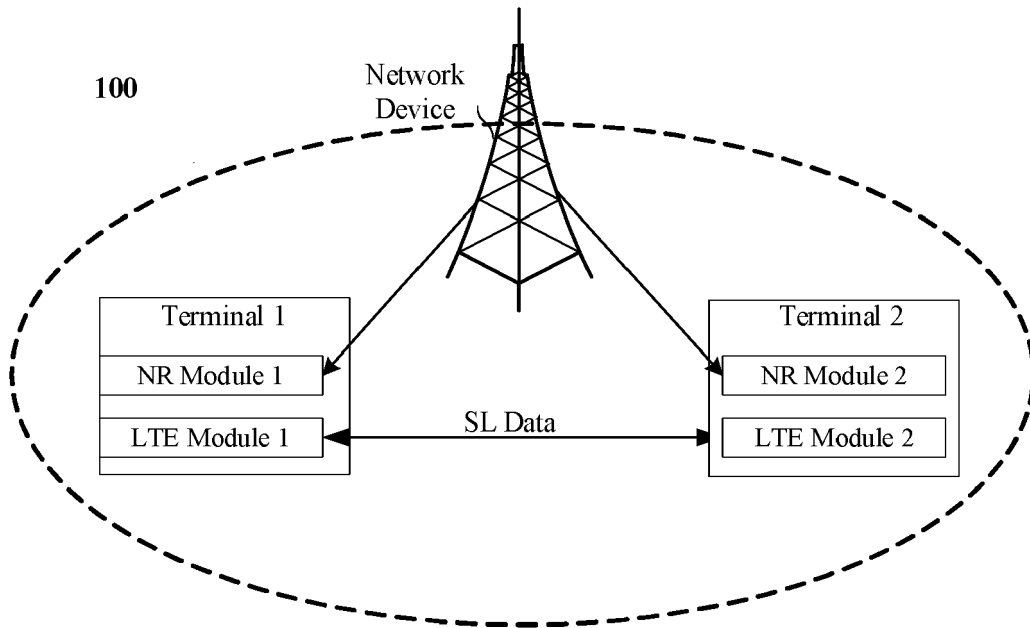 100
Network
Device
Terminal 1
NR Module 1
LTE Module 1
SL Data
Terminal 2
NR Module 2
LTE Module 2